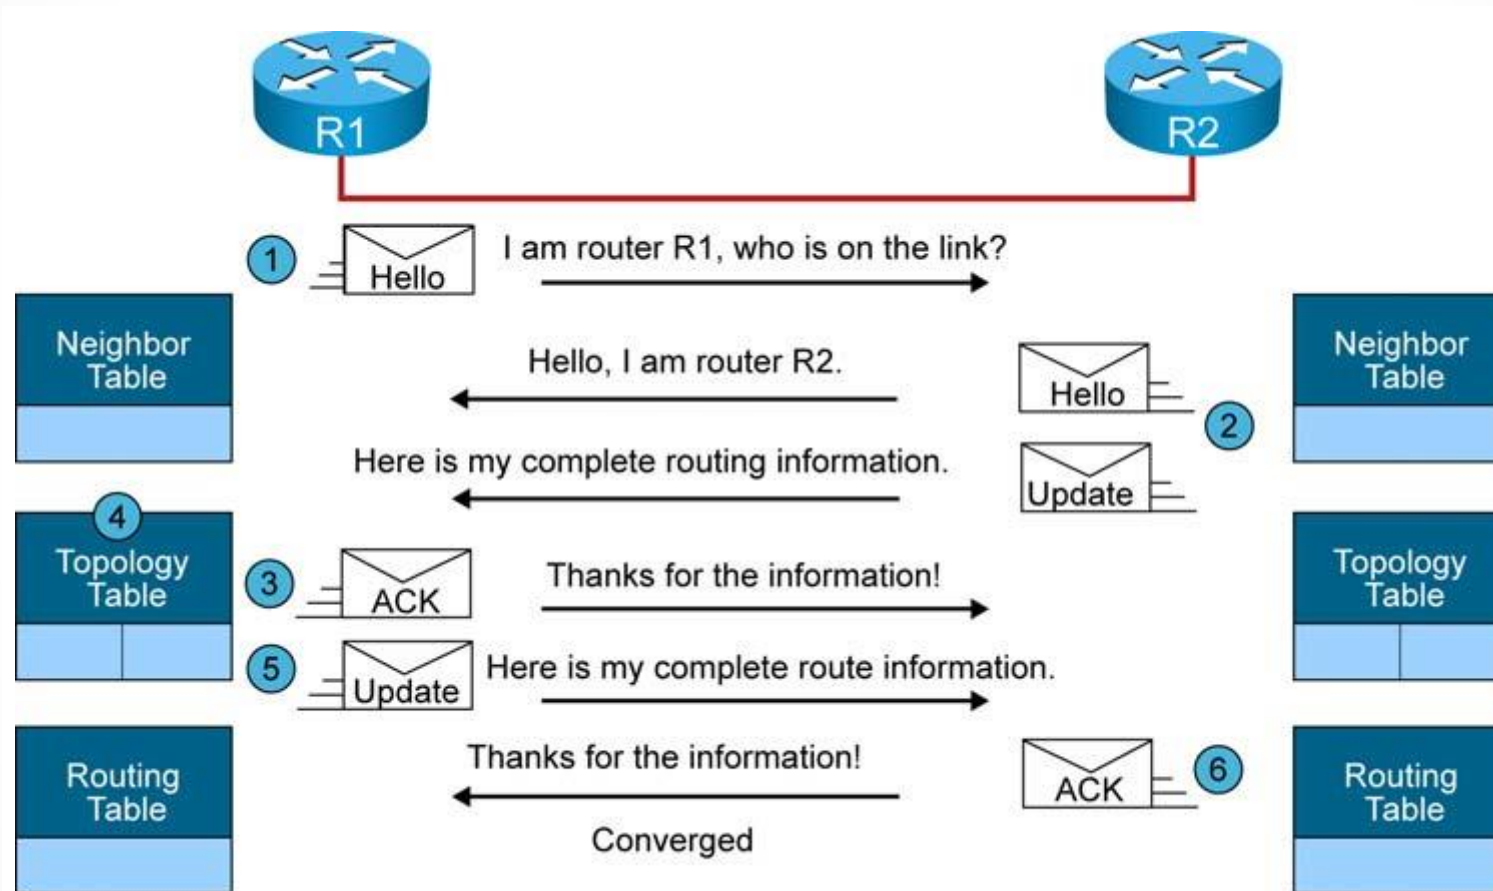 R1
R2
1
Hello
I am router R1, who is on the link?
Neighbor
Table
Hello, I am router R2.
Hello
2
Neighbor
Table
Here is my complete routing information.
Update
4
Topology
Table
3
ACK
Thanks for the information!
Topology
Table
5
Update
Here is my complete route information.
Routing
Table
Thanks for the information!
ACK
6
Converged
Routing
Table